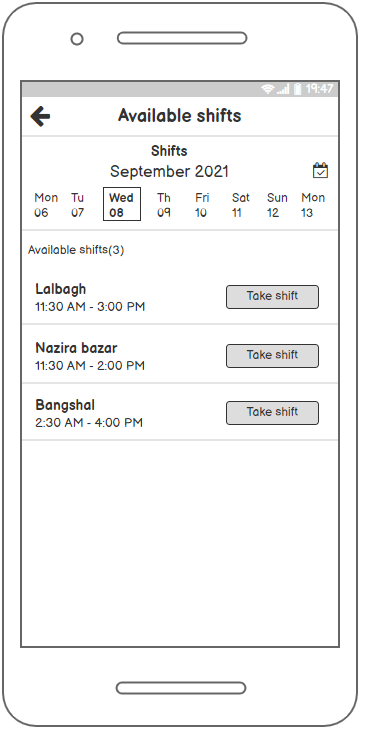 19:47
Available shifts
Shifts
September 2021
Mon Tu Wed Th Fri Sat Sun Mon
06 07 08 09 10 11 12 13
Available shifts(3)
Lalbagh
11:30 AM - 3:00 PM
Take shift
Nazira bazar
11:30 AM - 2:00 PM
Take shift
Bangshal
2:30 AM - 4:00 PM
Take shift